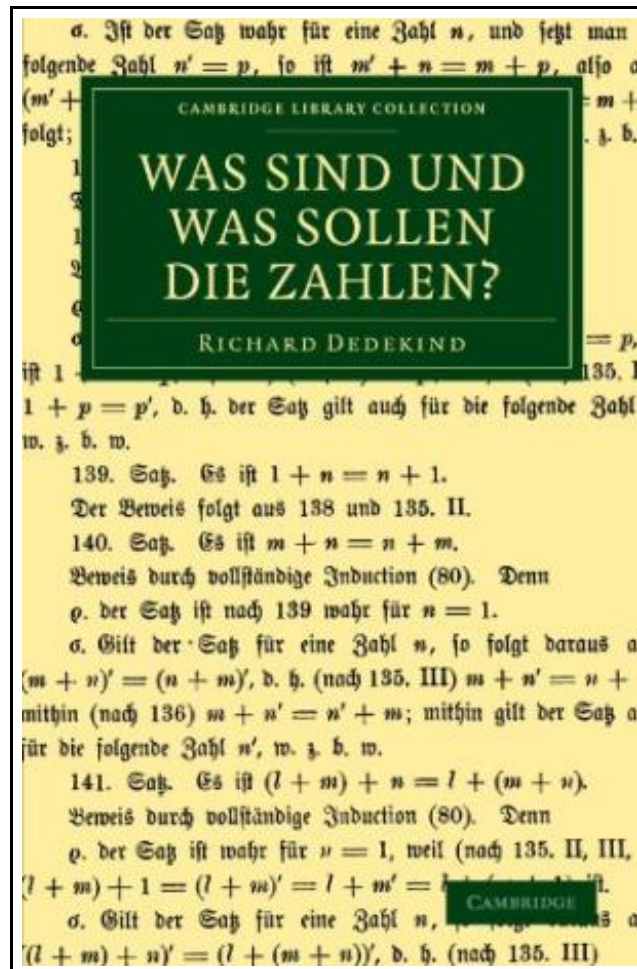 σ. Ist der Satz wahr für eine Zahl n, und setzt man
folgende Zahl n' = p, so ist m' + n = m + p, also a
(m' + m +
folgt; z. b.
CAMBRIDGE LIBRARY COLLECTION
WAS SIND UND
WAS SOLLEN
DIE ZAHLEN?
RICHARD DEDEKIND
= p,
ist 1 135. I
1 + p = p', d. h. der Satz gilt auch für die folgende Zahl
w. z. b. w.
139. Satz. Es ist 1 + n = n + 1.
Der Beweis folgt aus 138 und 135. II.
140. Satz. Es ist m + n = n + m.
Beweis durch vollständige Induction (80). Denn
ϱ. der Satz ist nach 139 wahr für n = 1.
σ. Gilt der Satz für eine Zahl n, so folgt daraus a
(m + n)' = (n + m)', d. h. (nach 135. III) m + n' = n +
mithin (nach 136) m + n' = n' + m; mithin gilt der Satz a
für die folgende Zahl n', w. z. b. w.
141. Satz. Es ist (l + m) + n = l + (m + n).
Beweis durch vollständige Induction (80). Denn
ϱ. der Satz ist wahr für n = 1, weil (nach 135. II, III,
(l + m) + 1 = (l + m)' = l + m' =
CAMBRIDGE
σ. Gilt der Satz für eine Zahl n,
((l + m) + n)' = (l + (m + n))', d. h. (nach 135. III)